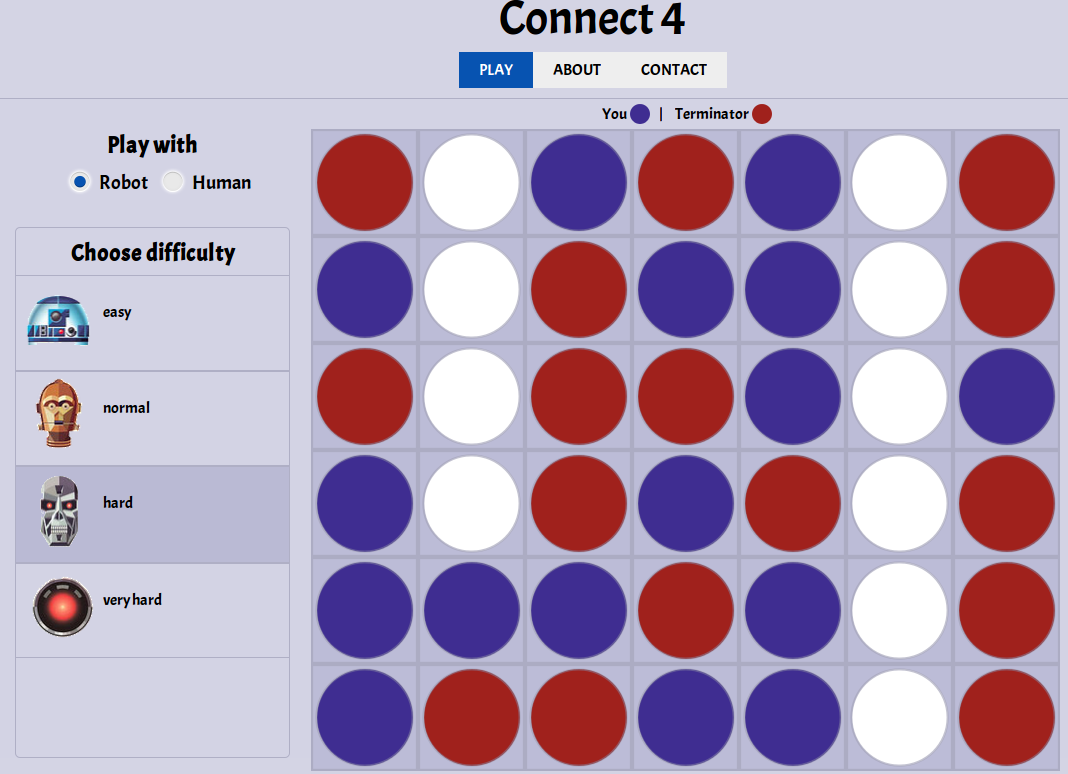 Connect 4
PLAY ABOUT CONTACT
You | Terminator
Play with
Robot Human
Choose difficulty
easy
normal
hard
very hard